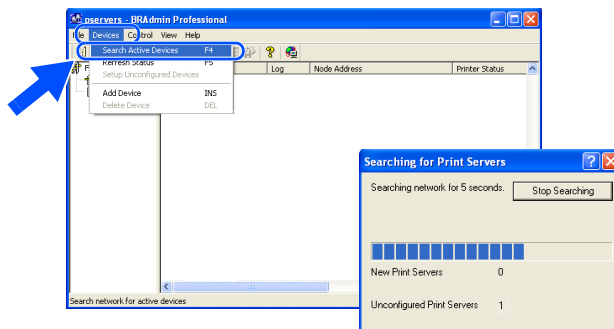 pservers - BRAdmin Professional
File Devices Control View Help
Search Active Devices F4
Refresh Status F5
Setup Unconfigured Devices
Add Device INS
Delete Device DEL
Log Node Address Printer Status
Searching for Print Servers
Searching network for 5 seconds.
Stop Searching
New Print Servers 0
Unconfigured Print Servers 1
Search network for active devices